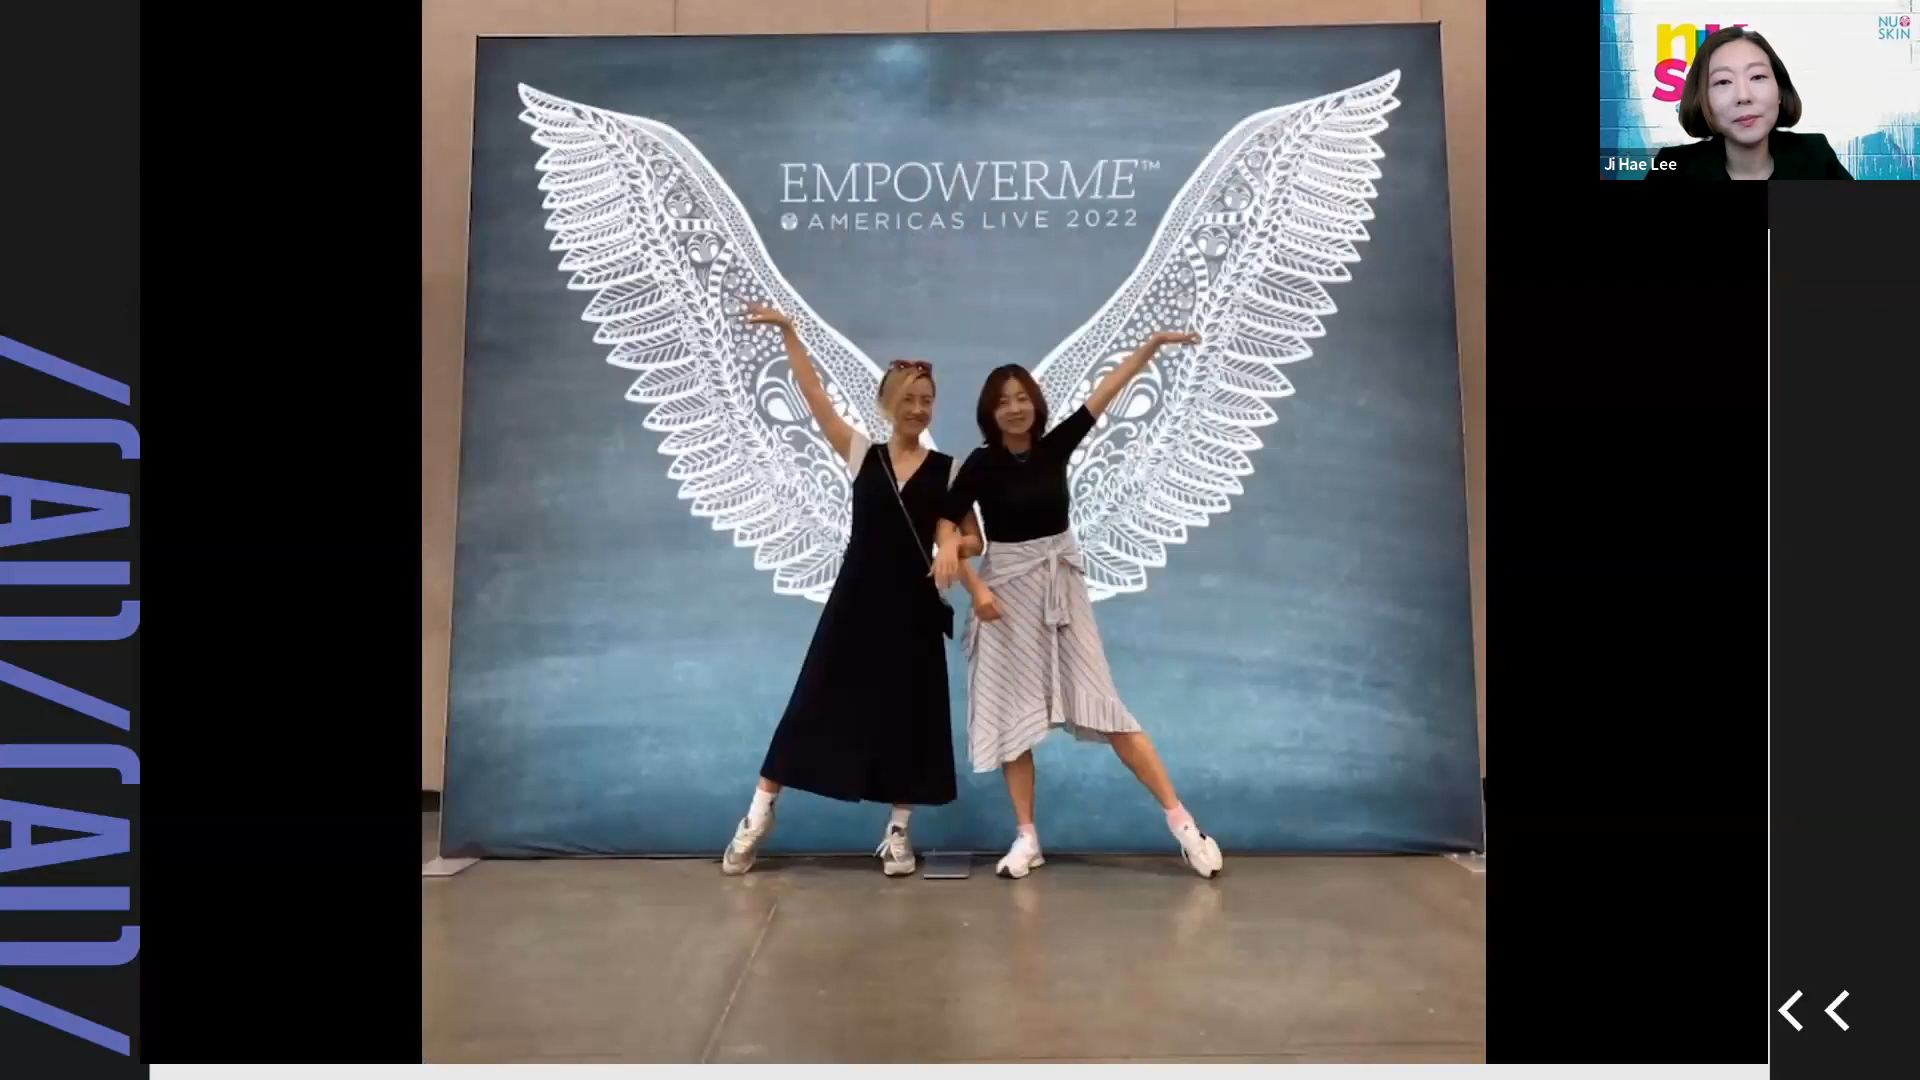 EMPOWERME™
AMERICAS LIVE 2022
NU
SKIN
Ji Hae Lee